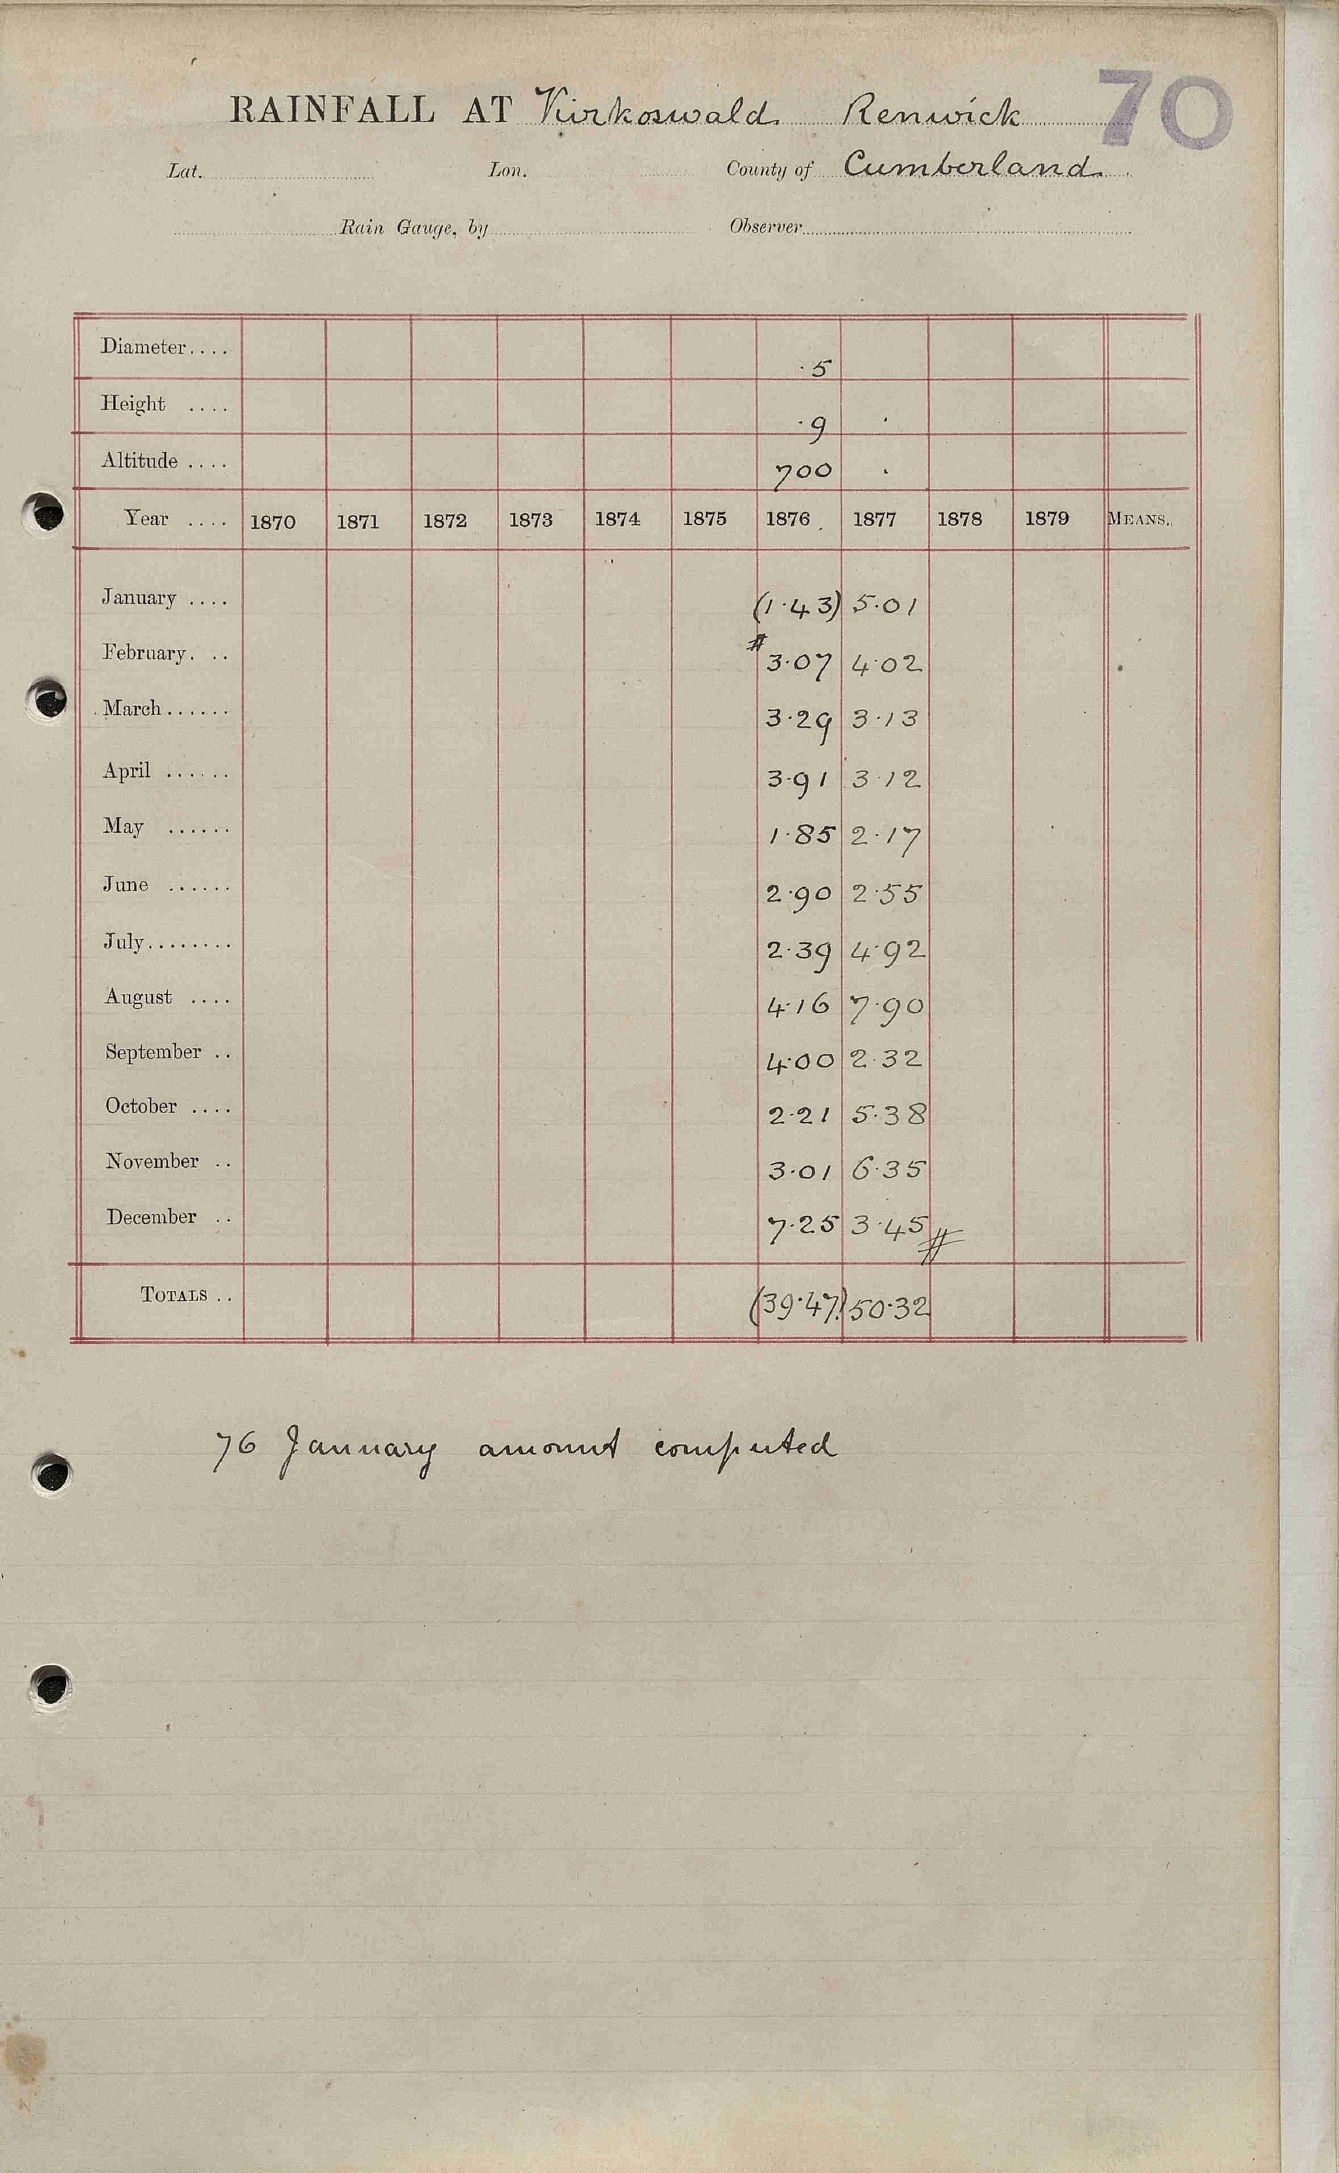 RAINFALL AT Kirkoswald Renwick 70
Lat. Lon. County of Cumberland
Rain Gauge, by Observer
Diameter.... ·5
Height .... ·9 ·
Altitude .... 700 ·
Year .... 1870 1871 1872 1873 1874 1875 1876 1877 1878 1879 MEANS.
January .... (1·43) 5·01
#
February. .. 3·07 4·02
March...... 3·29 3·13
April ...... 3·91 3·12
May ...... 1·85 2·17
June ...... 2·90 2·55
July........ 2·39 4·92
August .... 4·16 7·90
September .. 4·00 2·32
October .... 2·21 5·38
November .. 3·01 6·35
December .. 7·25 3·45 #
TOTALS .. (39·47) 50·32
76 January amount computed